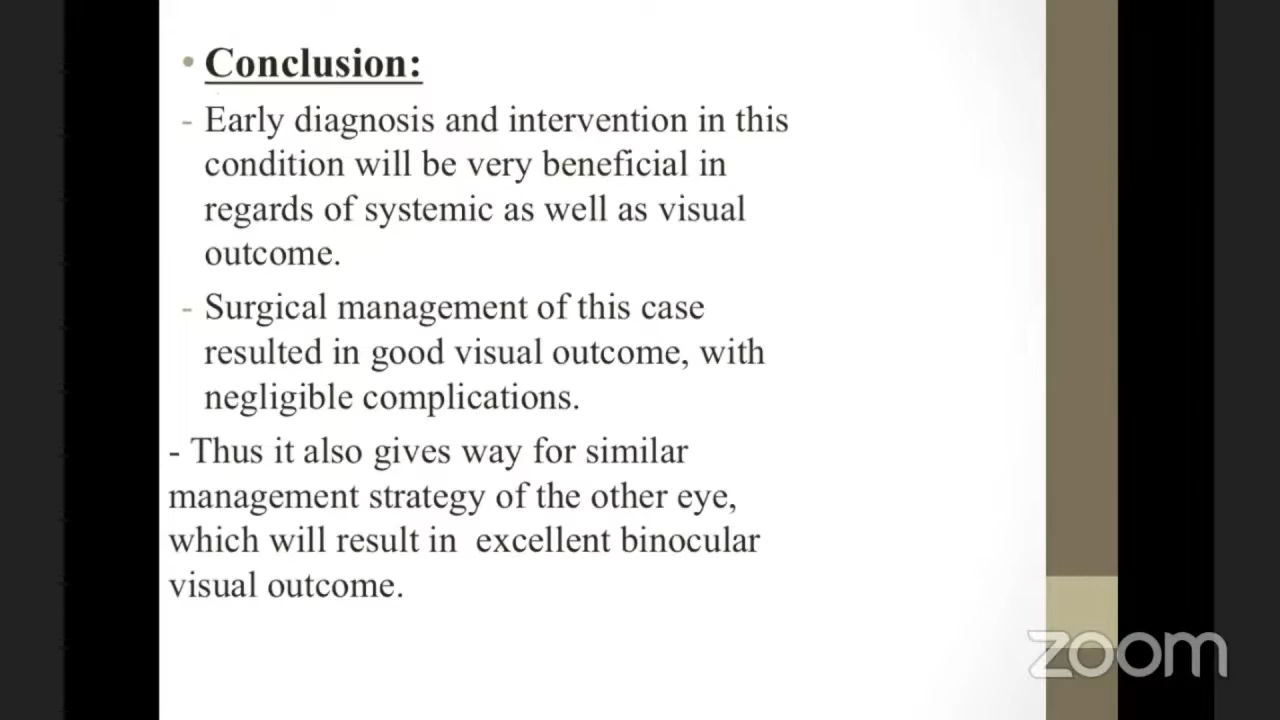 • Conclusion:
- Early diagnosis and intervention in this
condition will be very beneficial in
regards of systemic as well as visual
outcome.
- Surgical management of this case
resulted in good visual outcome, with
negligible complications.
- Thus it also gives way for similar
management strategy of the other eye,
which will result in  excellent binocular
visual outcome.
zoom